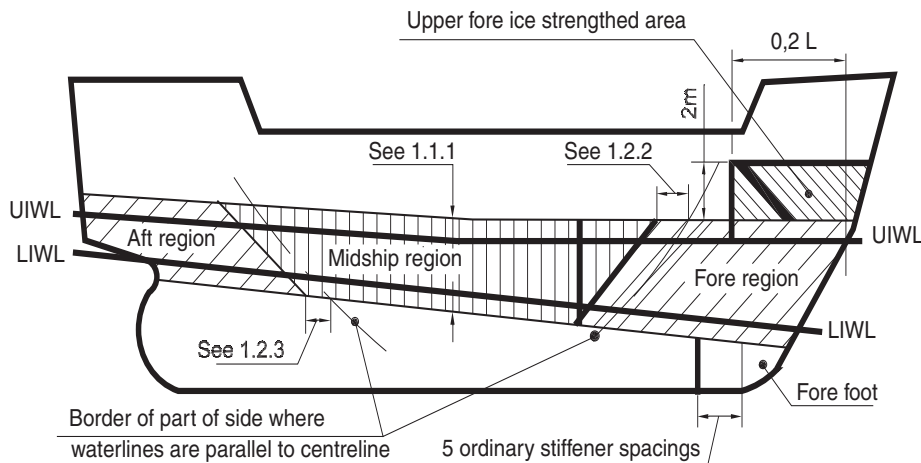 Upper fore ice strengthed area
0,2 L
2m
See 1.1.1
See 1.2.2
UIWL
Aft region
Midship region
UIWL
LIWL
Fore region
LIWL
See 1.2.3
Fore foot
Border of part of side where
waterlines are parallel to centreline
5 ordinary stiffener spacings